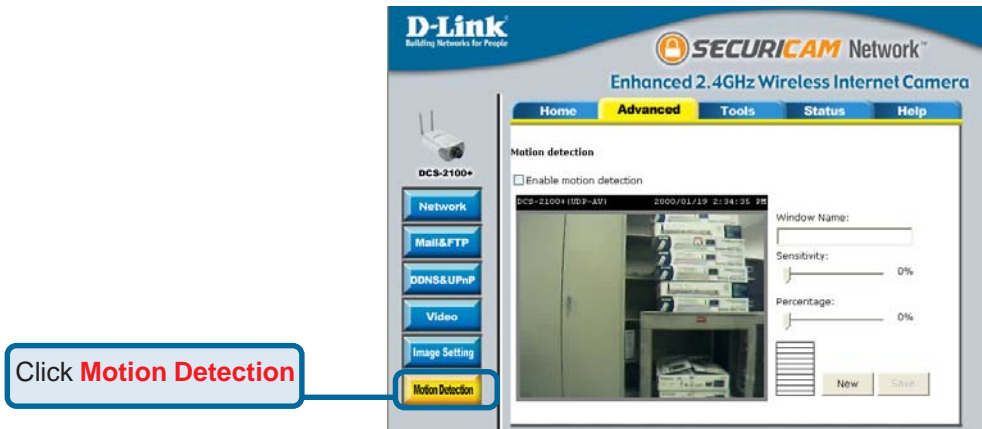 D-Link
Building Networks for People
SECURICAM Network™
Enhanced 2.4GHz Wireless Internet Camera
Home
Advanced
Tools
Status
Help
DCS-2100+
Network
Mail&FTP
DDNS&UPnP
Video
Image Setting
Motion Detection
Motion detection
Enable motion detection
DCS-2100+(UDP-AV) 2000/01/19 2:34:35 PM
Window Name:
Sensitivity:
0%
Percentage:
0%
New
Save
Click Motion Detection